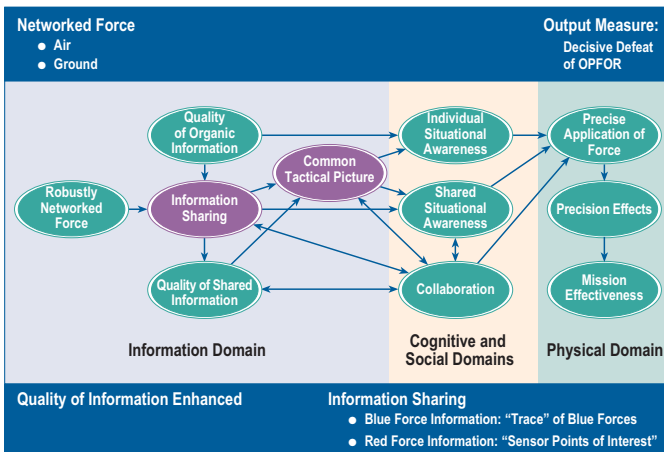 Networked Force
● Air
● Ground
Output Measure:
Decisive Defeat
of OPFOR
Quality
of Organic
Information
Individual
Situational
Awareness
Precise
Application of
Force
Common
Tactical Picture
Robustly
Networked
Force
Information
Sharing
Shared
Situational
Awareness
Precision Effects
Quality of Shared
Information
Collaboration
Mission
Effectiveness
Information Domain
Cognitive and
Social Domains
Physical Domain
Quality of Information Enhanced
Information Sharing
● Blue Force Information: “Trace” of Blue Forces
● Red Force Information: “Sensor Points of Interest”